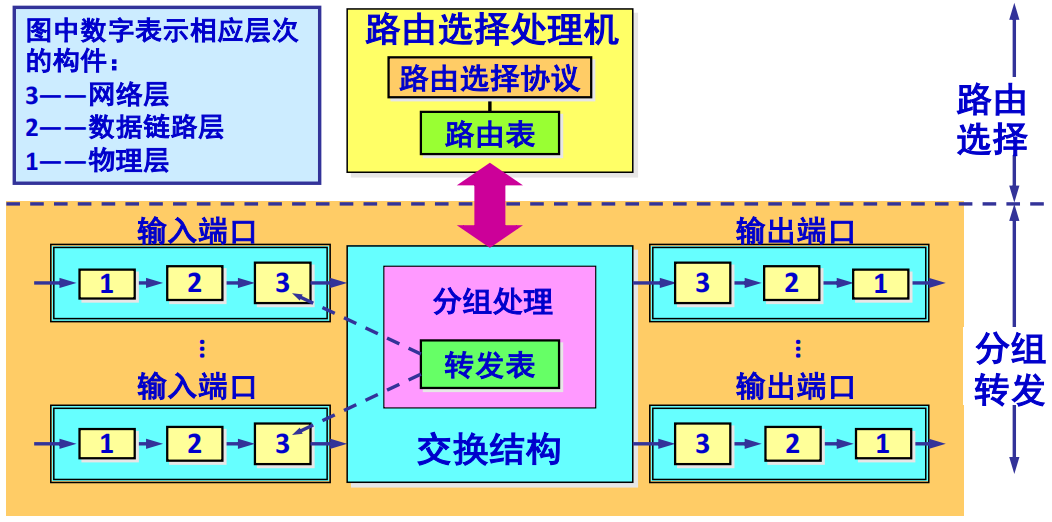 图中数字表示相应层次
的构件：
3——网络层
2——数据链路层
1——物理层
路由选择处理机
路由选择协议
路由表
路由
选择
输入端口
1 2 3
⋮
输入端口
1 2 3
分组处理
转发表
交换结构
输出端口
3 2 1
⋮
输出端口
3 2 1
分组
转发